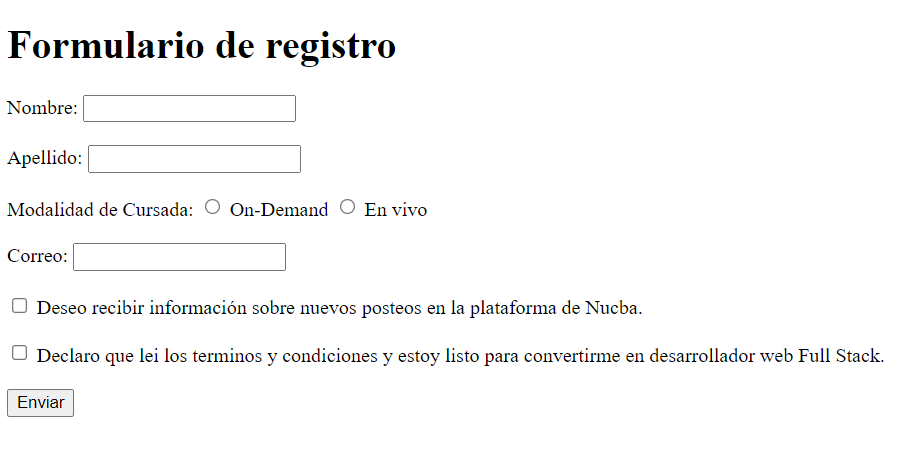 Formulario de registro
Nombre:
Apellido:
Modalidad de Cursada: On-Demand En vivo
Correo:
Deseo recibir información sobre nuevos posteos en la plataforma de Nucba.
Declaro que lei los terminos y condiciones y estoy listo para convertirme en desarrollador web Full Stack.
Enviar